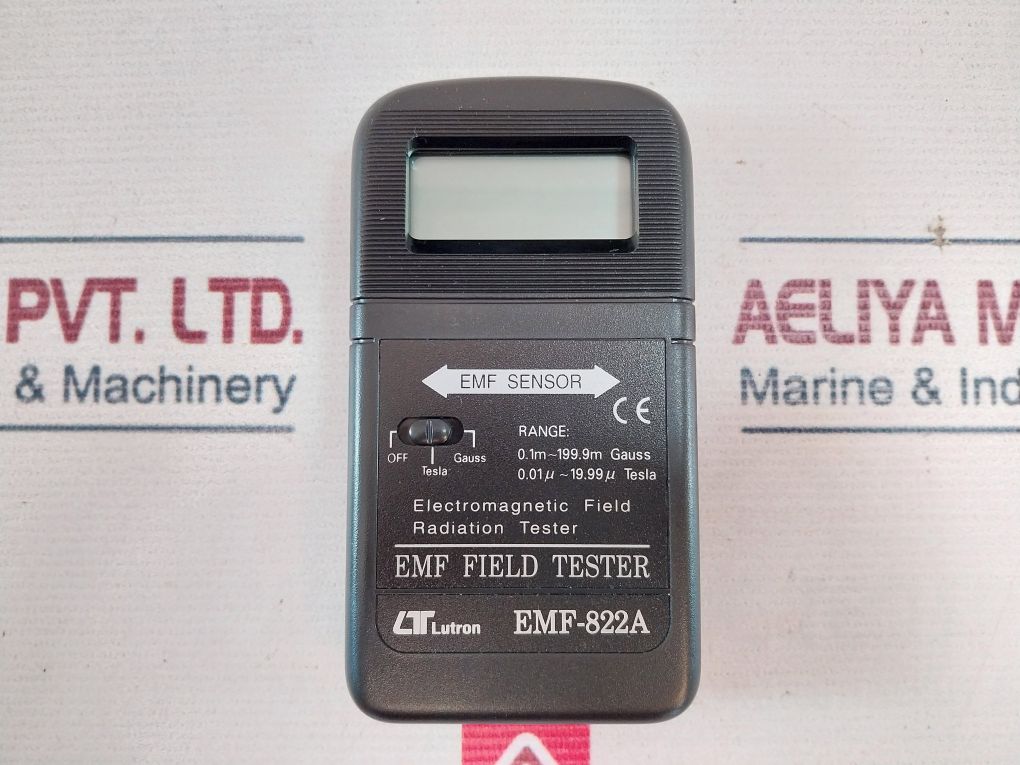 PVT. LTD.
& Machinery
AELIYA M
Marine & Ind
EMF SENSOR
CE
RANGE:
OFF
Tesla
Gauss
0.1m~199.9m Gauss
0.01μ ~19.99μ Tesla
Electromagnetic Field
Radiation Tester
EMF FIELD TESTER
LT Lutron EMF-822A